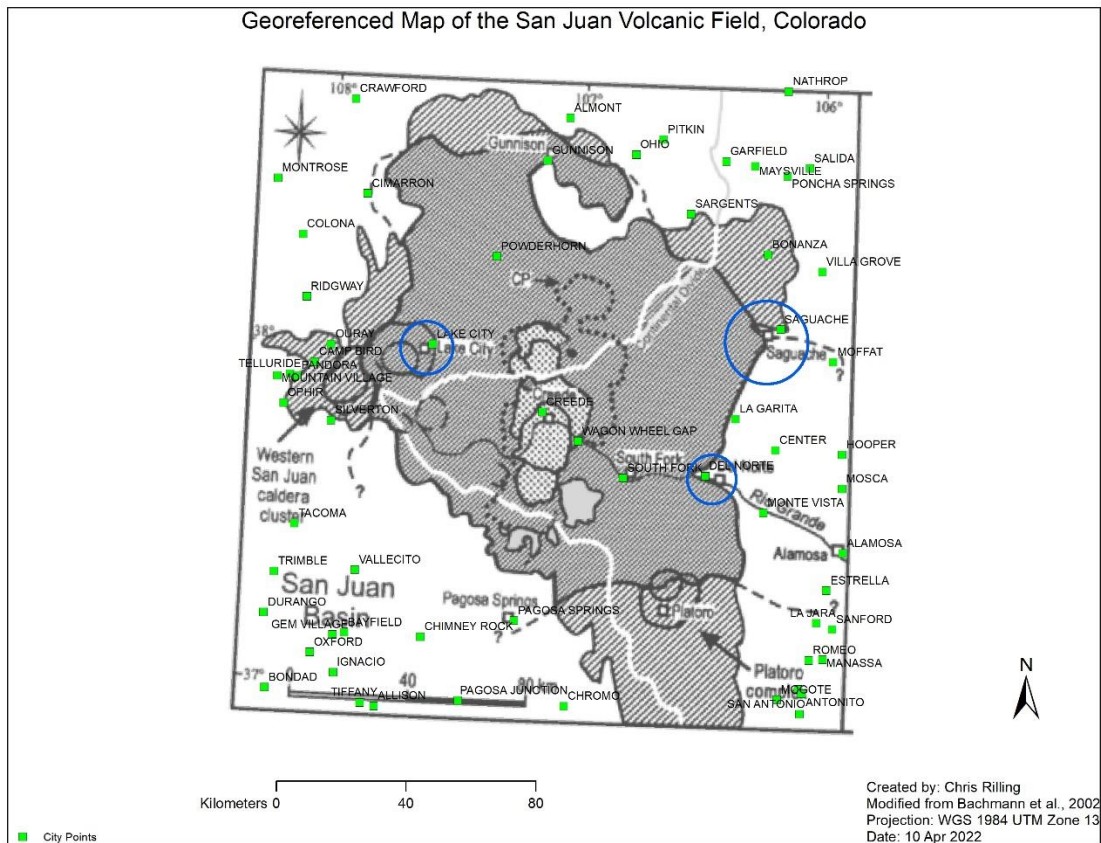 Georeferenced Map of the San Juan Volcanic Field, Colorado
108°
107°
106°
NATHROP
CRAWFORD
ALMONT
PITKIN
Gunnison
GUNNISON
OHIO
GARFIELD
SALIDA
MAYSVILLE
PONCHA SPRINGS
MONTROSE
CIMARRON
SARGENTS
COLONA
BONANZA
POWDERHORN
VILLA GROVE
CP
RIDGWAY
Continental Divide
38°
OURAY
LAKE CITY
Lake City
SAGUACHE
Saguache
CAMP BIRD
MOFFAT
?
TELLURIDE
PANDORA
MOUNTAIN VILLAGE
OPHIR
SILVERTON
CREEDE
LA GARITA
WAGON WHEEL GAP
CENTER
HOOPER
Western
San Juan
caldera
cluster
?
South Fork
SOUTH FORK
DEL NORTE
MOSCA
Rio Grande
MONTE VISTA
TACOMA
Alamosa
ALAMOSA
TRIMBLE
VALLECITO
San Juan
Basin
ESTRELLA
?
DURANGO
Pagosa Springs
PAGOSA SPRINGS
Platoro
LA JARA
SANFORD
GEM VILLAGE
BAYFIELD
CHIMNEY ROCK
?
OXFORD
ROMEO
MANASSA
IGNACIO
Platoro
37°
BONDAD
0
40
80 km
MOGOTE
TIFFANY
ALLISON
PAGOSA JUNCTION
CHROMO
SAN ANTONIO
ANTONITO
N
Kilometers 0 40 80
City Points
Created by: Chris Rilling
Modified from Bachmann et al., 2002
Projection: WGS 1984 UTM Zone 13
Date: 10 Apr 2022